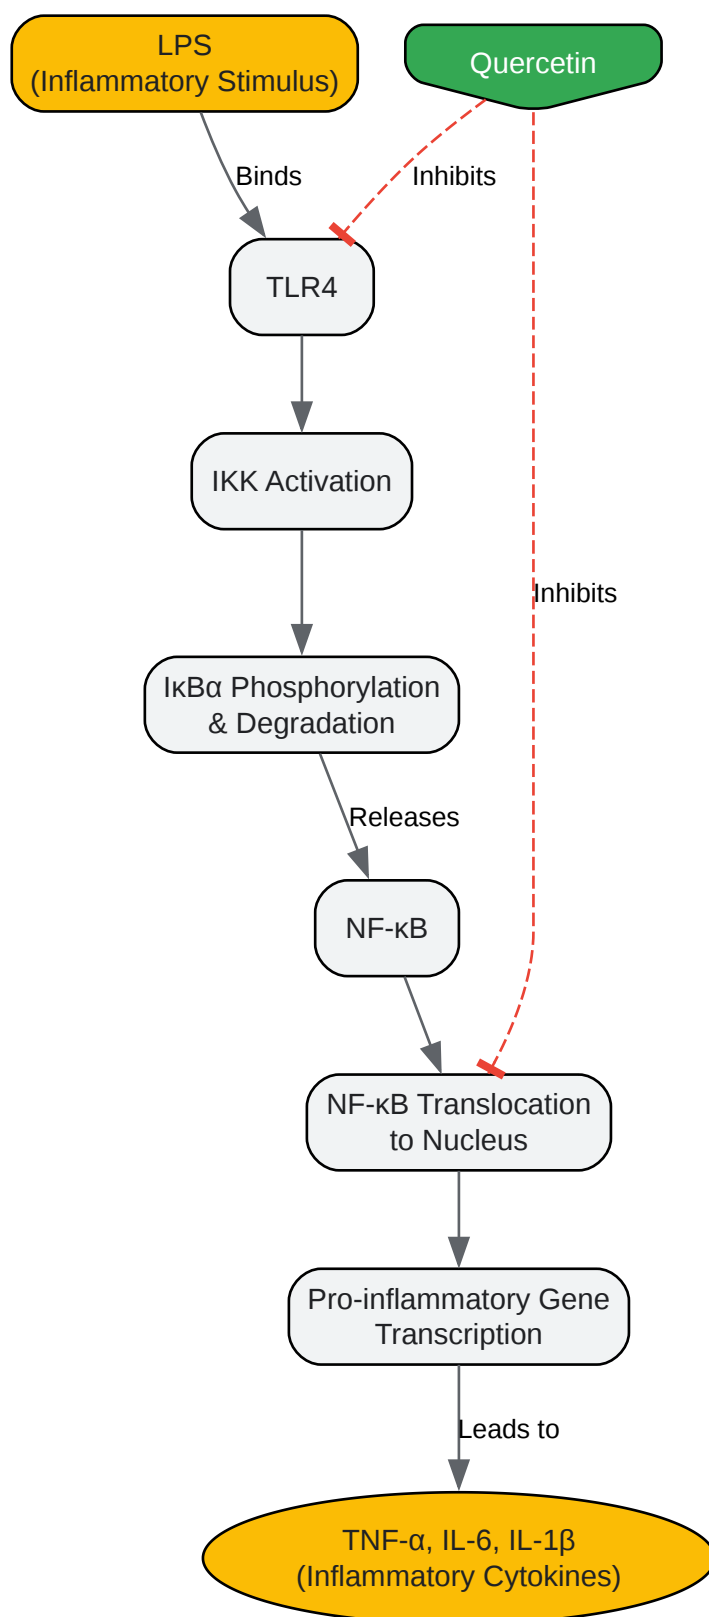 LPS
(Inflammatory Stimulus)
Quercetin
Binds
Inhibits
TLR4
IKK Activation
Inhibits
IκBα Phosphorylation
& Degradation
Releases
NF-κB
NF-κB Translocation
to Nucleus
Pro-inflammatory Gene
Transcription
Leads to
TNF-α, IL-6, IL-1β
(Inflammatory Cytokines)